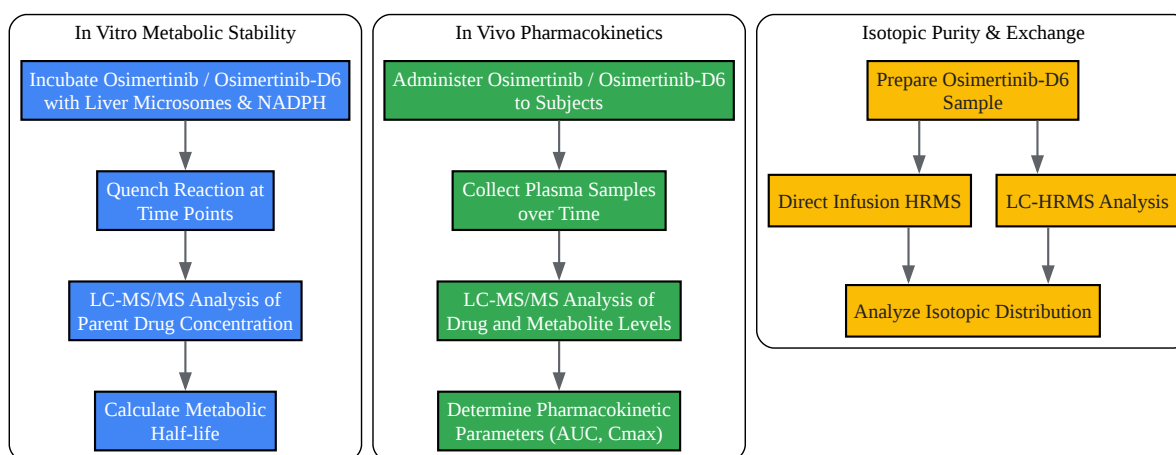 In Vitro Metabolic Stability
Incubate Osimertinib / Osimertinib-D6
with Liver Microsomes & NADPH
Quench Reaction at
Time Points
LC-MS/MS Analysis of
Parent Drug Concentration
Calculate Metabolic
Half-life
In Vivo Pharmacokinetics
Administer Osimertinib / Osimertinib-D6
to Subjects
Collect Plasma Samples
over Time
LC-MS/MS Analysis of
Drug and Metabolite Levels
Determine Pharmacokinetic
Parameters (AUC, Cmax)
Isotopic Purity & Exchange
Prepare Osimertinib-D6
Sample
Direct Infusion HRMS
LC-HRMS Analysis
Analyze Isotopic Distribution